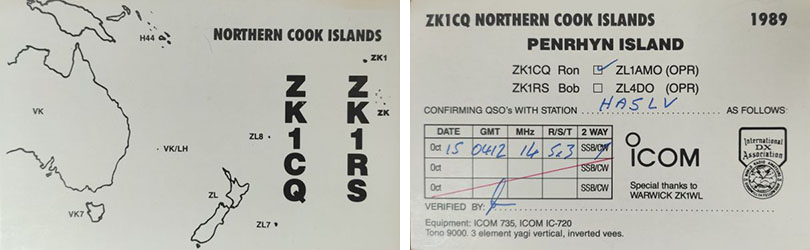 NORTHERN COOK ISLANDS
H44
ZK1
ZK
VK
VK/LH
ZL8
ZL
VK7
ZL7
ZK1CQ
ZK1RS
ZK1CQ NORTHERN COOK ISLANDS 1989
PENRHYN ISLAND
ZK1CQ Ron ZL1AMO (OPR)
ZK1RS Bob ZL4DO (OPR)
CONFIRMING QSO's WITH STATION HA5LV AS FOLLOWS:
DATE GMT MHz R/S/T 2 WAY
Oct 15 0412 14 5x3 SSB/CW
Oct SSB/CW
Oct SSB/CW
VERIFIED BY:
ICOM
Special thanks to
WARWICK ZK1WL
International
DX
Association
Equipment: ICOM 735, ICOM IC-720
Tono 9000. 3 element yagi vertical, inverted vees.